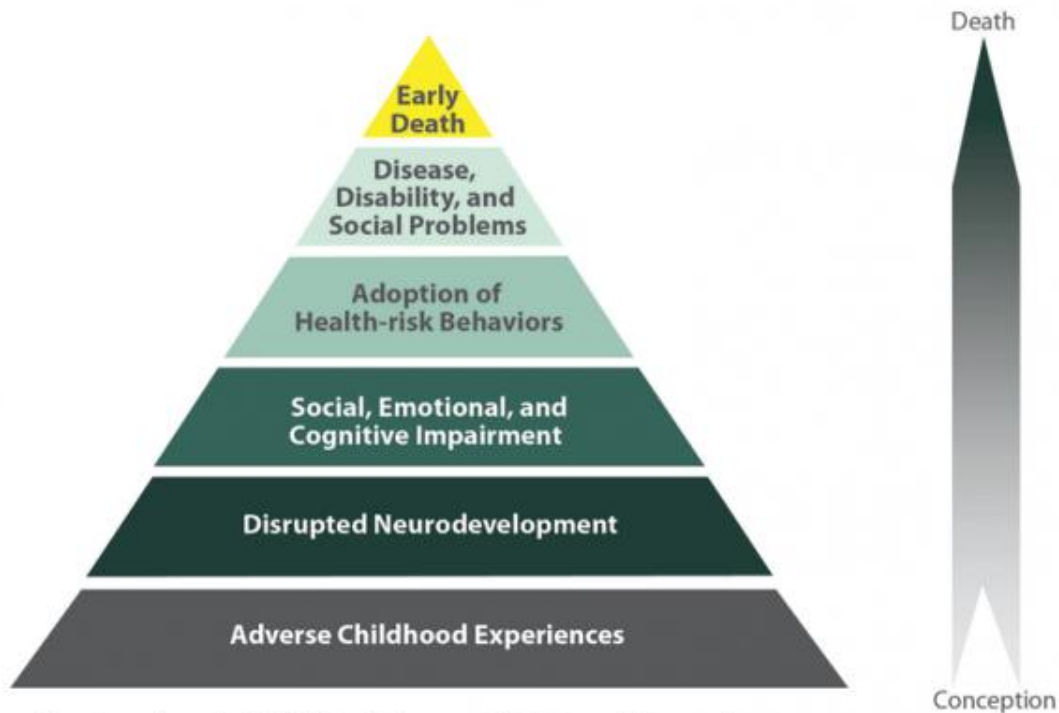 Death
Early
Death
Disease,
Disability, and
Social Problems
Adoption of
Health-risk Behaviors
Social, Emotional, and
Cognitive Impairment
Disrupted Neurodevelopment
Adverse Childhood Experiences
Conception